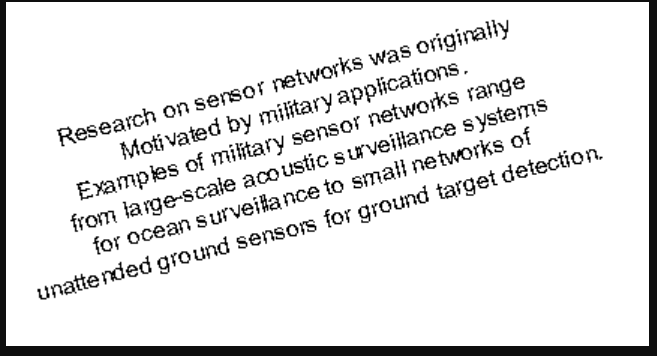 Research on sensor networks was originally
Motivated by military applications.
Examples of military sensor networks range
from large-scale acoustic surveillance systems
for ocean surveillance to small networks of
unattended ground sensors for ground target detection.